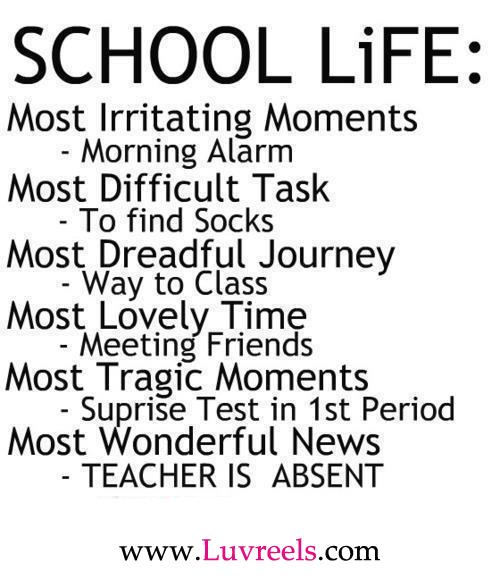 SCHOOL LiFE:
Most Irritating Moments
- Morning Alarm
Most Difficult Task
- To find Socks
Most Dreadful Journey
- Way to Class
Most Lovely Time
- Meeting Friends
Most Tragic Moments
- Suprise Test in 1st Period
Most Wonderful News
- TEACHER IS ABSENT
www.Luvreels.com